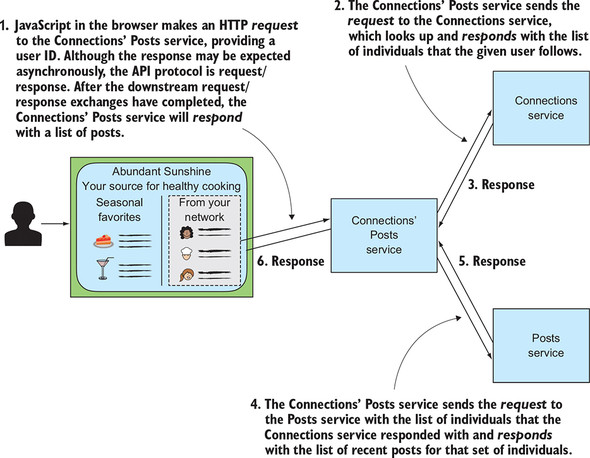 1. JavaScript in the browser makes an HTTP request
to the Connections’ Posts service, providing a
user ID. Although the response may be expected
asynchronously, the API protocol is request/
response. After the downstream request/
response exchanges have completed, the
Connections’ Posts service will respond
with a list of posts.
2. The Connections’ Posts service sends the
request to the Connections service,
which looks up and responds with the list
of individuals that the given user follows.
Connections
service
3. Response
Abundant Sunshine
Your source for healthy cooking
Seasonal
favorites
From your
network
6. Response
Connections’
Posts
service
5. Response
Posts
service
4. The Connections’ Posts service sends the request to
the Posts service with the list of individuals that the
Connections service responded with and responds
with the list of recent posts for that set of individuals.